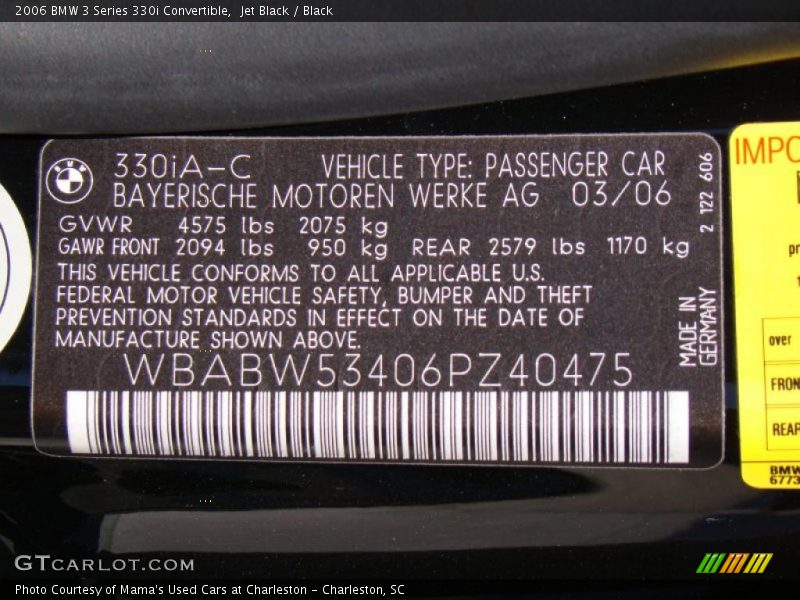 2006 BMW 3 Series 330i Convertible,  Jet Black / Black
BMW
330iA-C VEHICLE TYPE: PASSENGER CAR
BAYERISCHE MOTOREN WERKE AG 03/06
GVWR 4575 lbs 2075 kg
GAWR FRONT 2094 lbs 950 kg REAR 2579 lbs 1170 kg
THIS VEHICLE CONFORMS TO ALL APPLICABLE U.S.
FEDERAL MOTOR VEHICLE SAFETY, BUMPER AND THEFT
PREVENTION STANDARDS IN EFFECT ON THE DATE OF
MANUFACTURE SHOWN ABOVE.
WBABW53406PZ40475
2 122 606
MADE IN
GERMANY
IMPO
pr
over
FRON
REAR
BMW
6773
GTCARLOT.COM
Photo Courtesy of Mama's Used Cars at Charleston - Charleston, SC